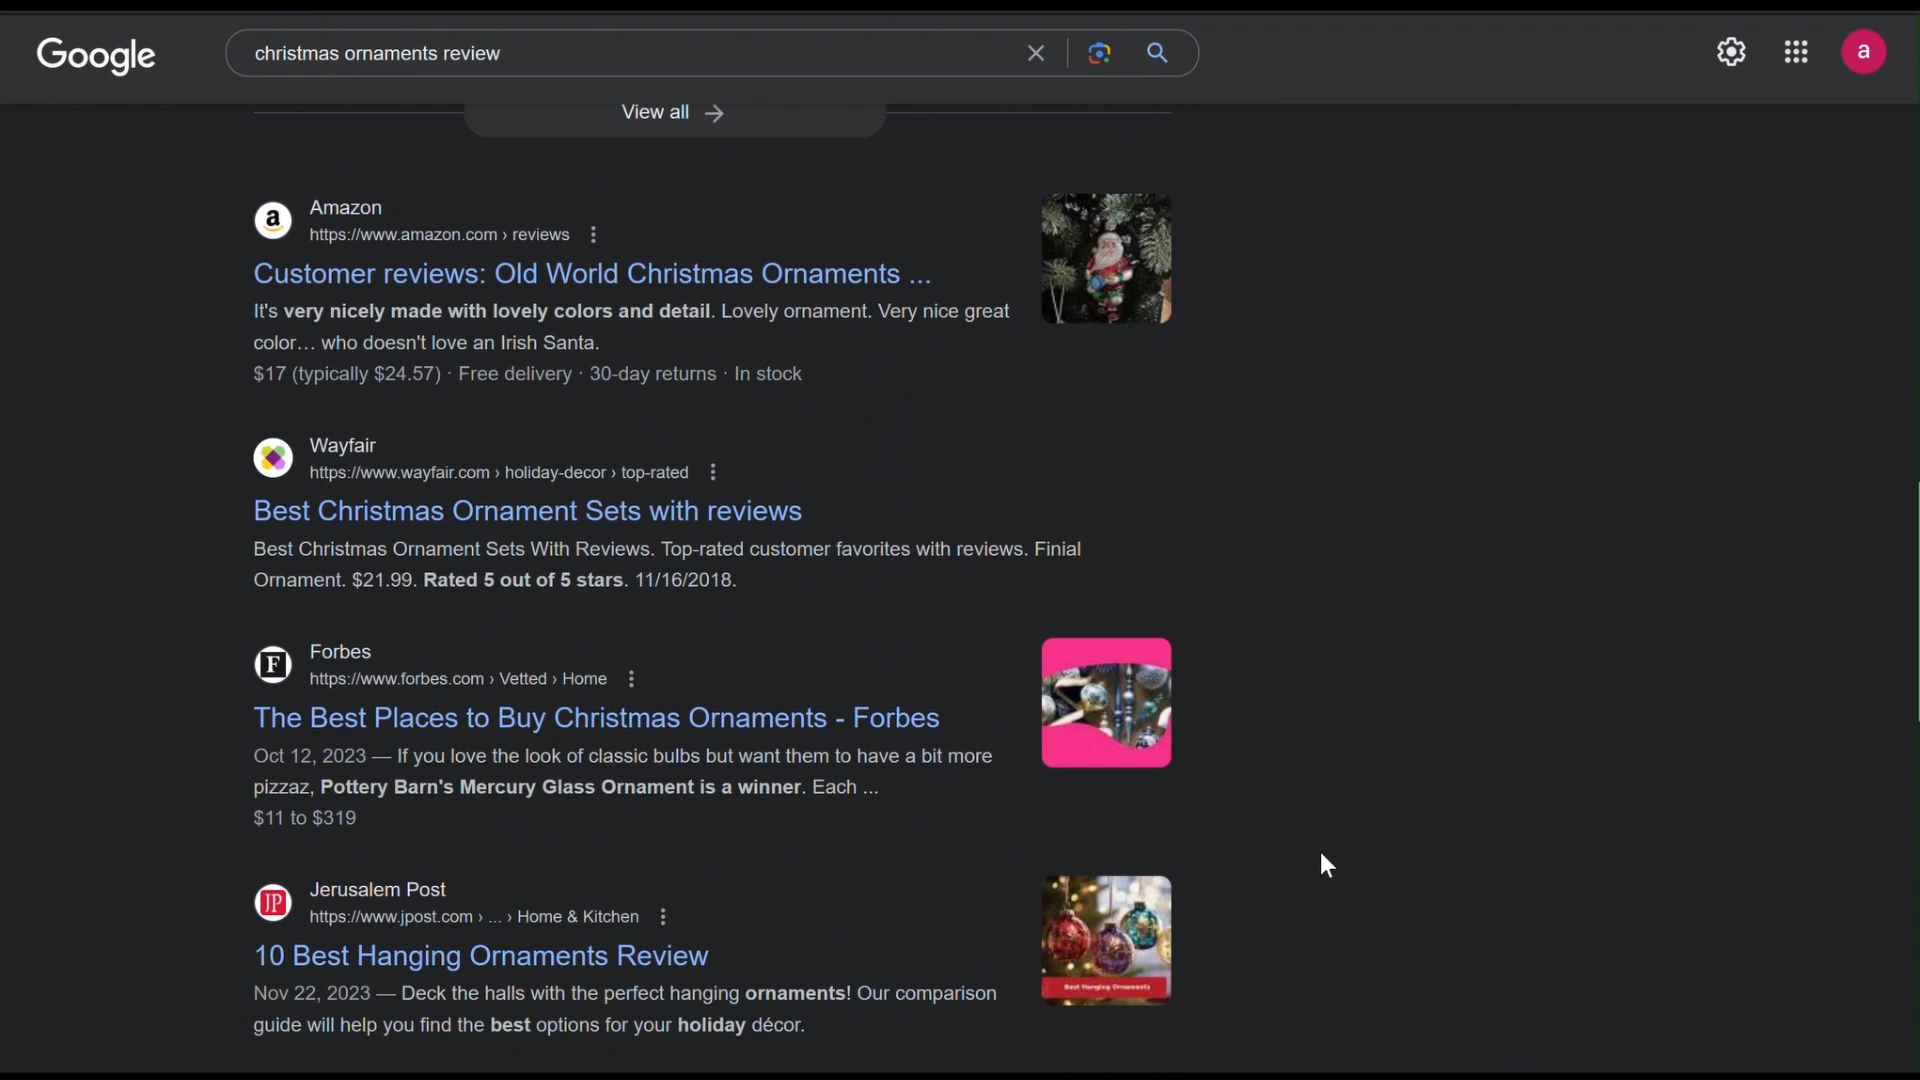 Google
christmas ornaments review
a
View all
Amazon
https://www.amazon.com › reviews
Customer reviews: Old World Christmas Ornaments ...
It's very nicely made with lovely colors and detail. Lovely ornament. Very nice great
color… who doesn't love an Irish Santa.
$17 (typically $24.57) · Free delivery · 30-day returns · In stock
Wayfair
https://www.wayfair.com › holiday-decor › top-rated
Best Christmas Ornament Sets with reviews
Best Christmas Ornament Sets With Reviews. Top-rated customer favorites with reviews. Finial
Ornament. $21.99. Rated 5 out of 5 stars. 11/16/2018.
Forbes
https://www.forbes.com › Vetted › Home
The Best Places to Buy Christmas Ornaments - Forbes
Oct 12, 2023 — If you love the look of classic bulbs but want them to have a bit more
pizzaz, Pottery Barn's Mercury Glass Ornament is a winner. Each ...
$11 to $319
JP
Jerusalem Post
https://www.jpost.com › ... › Home & Kitchen
10 Best Hanging Ornaments Review
Nov 22, 2023 — Deck the halls with the perfect hanging ornaments! Our comparison
guide will help you find the best options for your holiday décor.
Best Hanging Ornaments